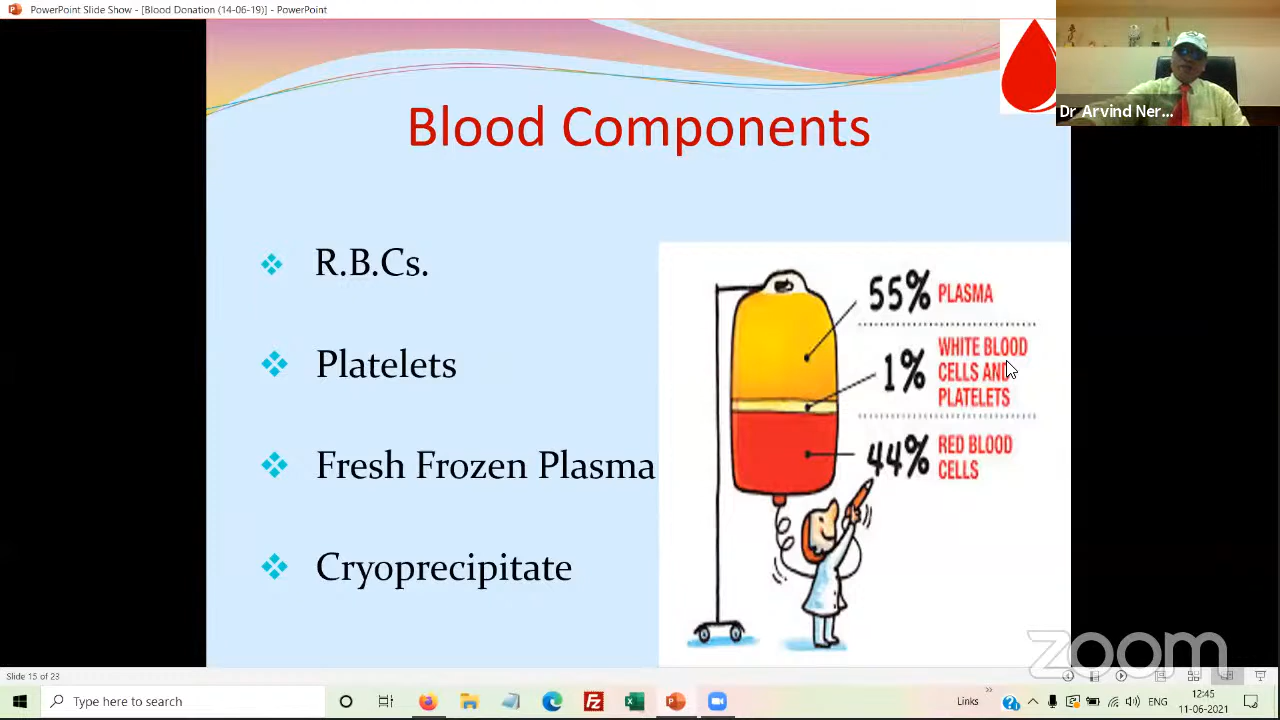 PowerPoint Slide Show - [Blood Donation (14-06-19)] - PowerPoint
Dr Arvind Ner...
Blood Components
R.B.Cs.
Platelets
Fresh Frozen Plasma
Cryoprecipitate
55% PLASMA
1% WHITE BLOOD
CELLS AND
PLATELETS
44% RED BLOOD
CELLS
zoom
Slide 15 of 23
Type here to search
Links
ENG
12:45
11-06-2021